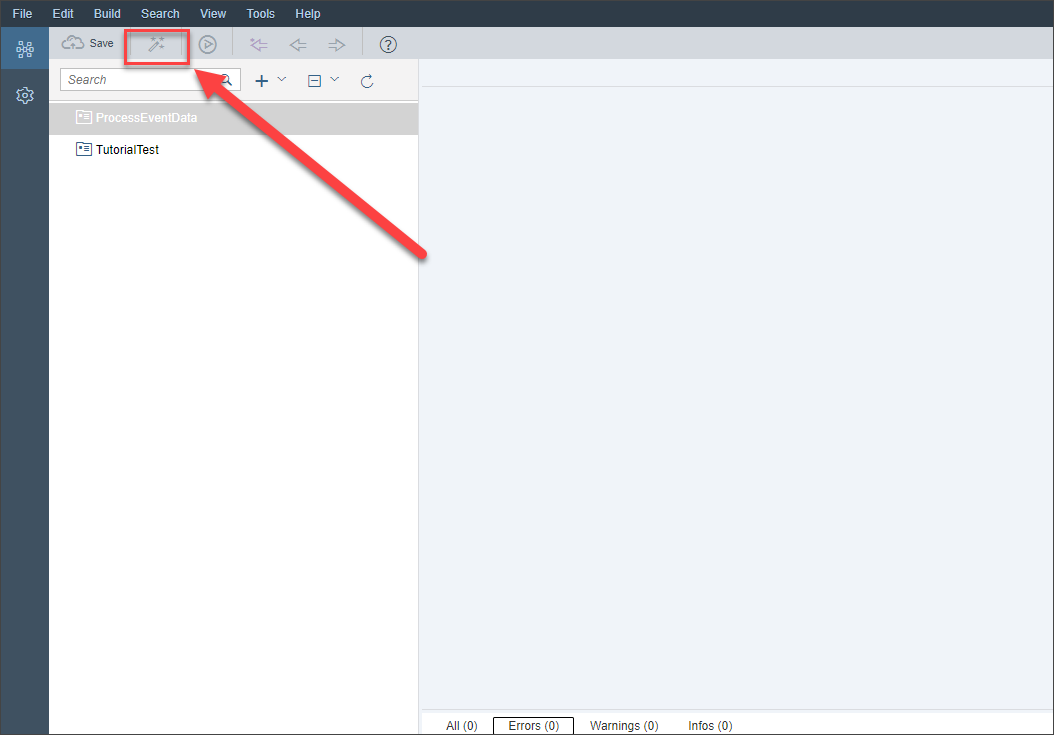 File Edit Build Search View Tools Help
Save
Search
ProcessEventData
TutorialTest
All (0) Errors (0) Warnings (0) Infos (0)